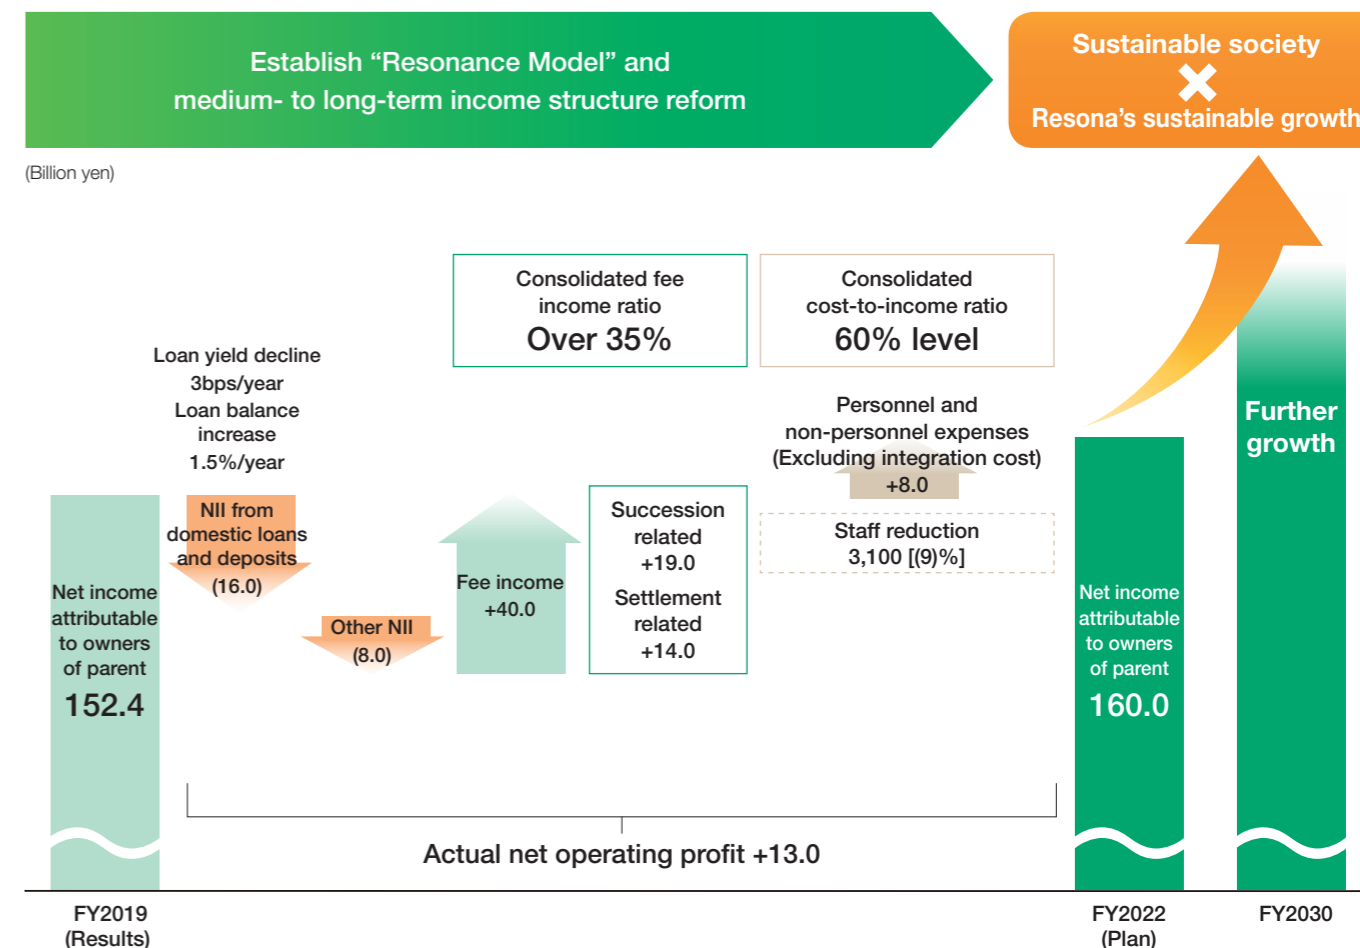 Establish “Resonance Model” and
medium- to long-term income structure reform
Sustainable society
Resona’s sustainable growth
(Billion yen)
Consolidated fee
income ratio
Over 35%
Consolidated
cost-to-income ratio
60% level
Loan yield decline
3bps/year
Loan balance
increase
1.5%/year
Personnel and
non-personnel expenses
(Excluding integration cost)
+8.0
Further
growth
NII from
domestic loans
and deposits
(16.0)
Succession
related
+19.0
Settlement
related
+14.0
Staff reduction
3,100 [(9)%]
Fee income
+40.0
Other NII
(8.0)
Net income
attributable
to owners
of parent
152.4
Net income
attributable
to owners
of parent
160.0
Actual net operating profit +13.0
FY2019
(Results)
FY2022
(Plan)
FY2030